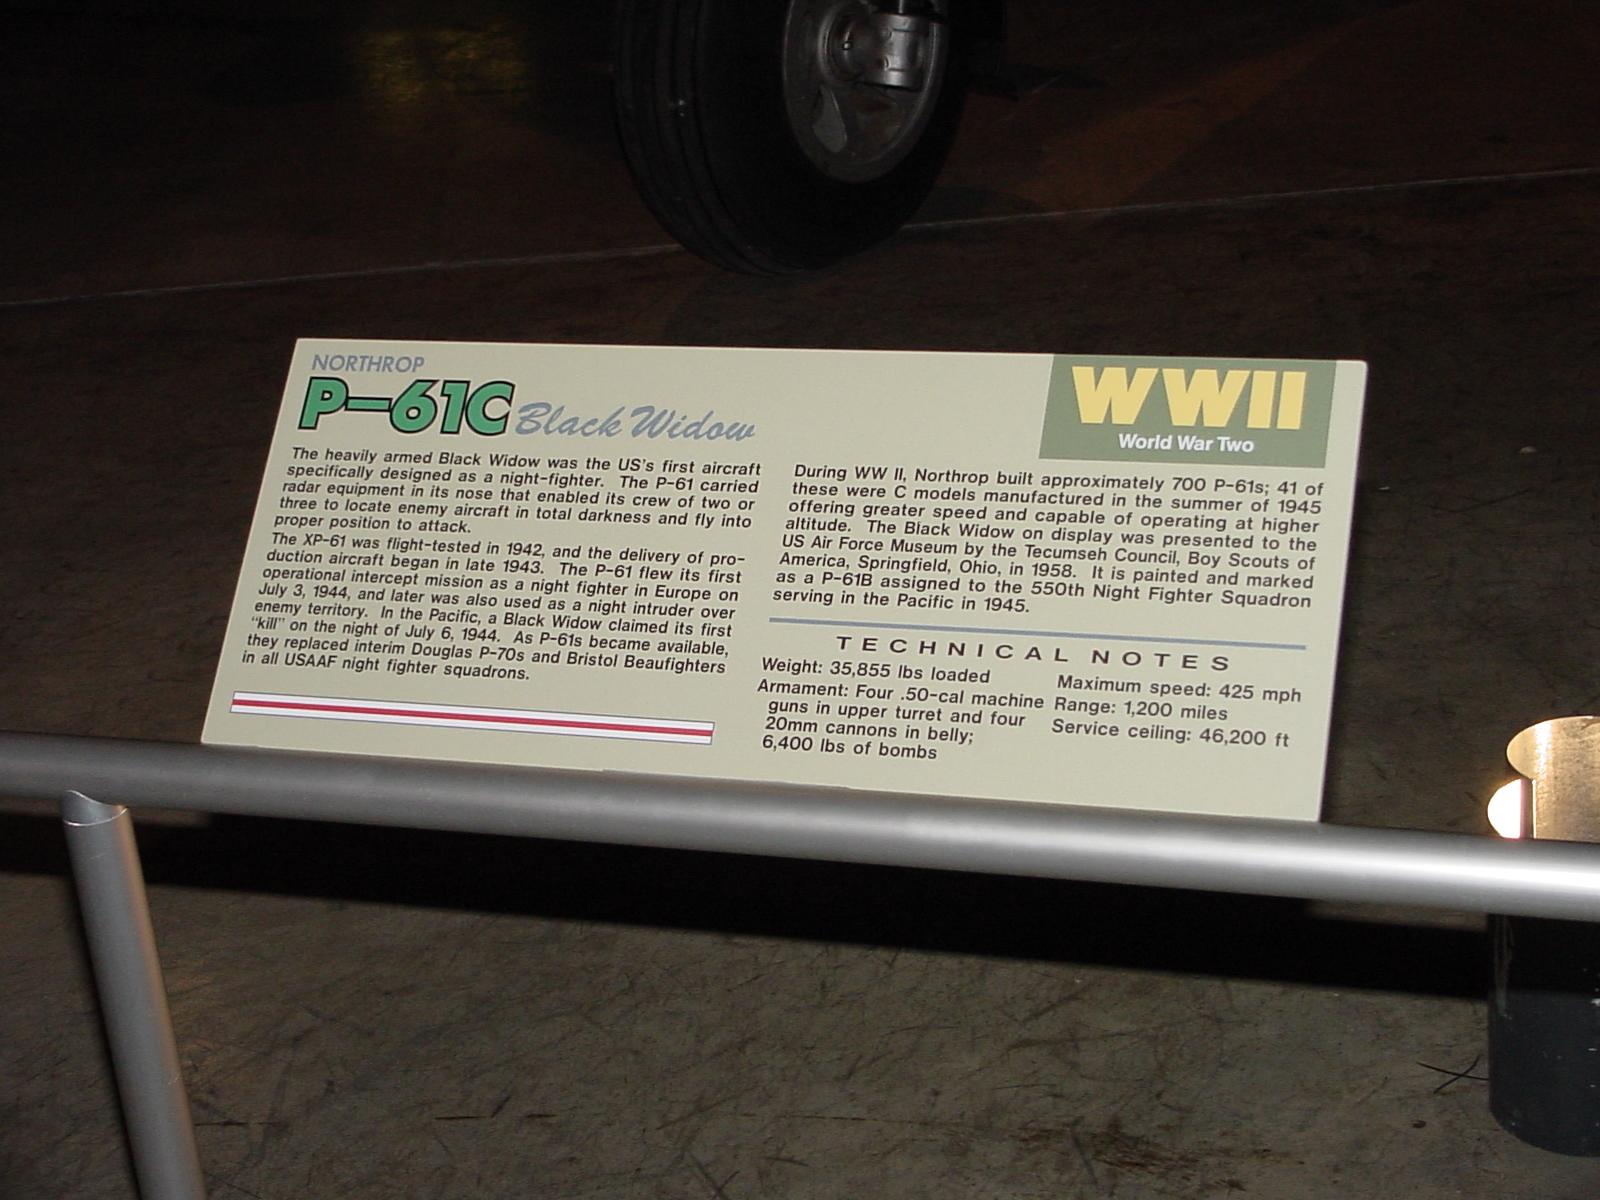 NORTHROP
P-61C Black Widow
The heavily armed Black Widow was the US's first aircraft
specifically designed as a night-fighter. The P-61 carried
radar equipment in its nose that enabled its crew of two or
three to locate enemy aircraft in total darkness and fly into
proper position to attack.
The XP-61 was flight-tested in 1942, and the delivery of pro-
duction aircraft began in late 1943. The P-61 flew its first
operational intercept mission as a night fighter in Europe on
July 3, 1944, and later was also used as a night intruder over
enemy territory. In the Pacific, a Black Widow claimed its first
"kill" on the night of July 6, 1944. As P-61s became available,
they replaced interim Douglas P-70s and Bristol Beaufighters
in all USAAF night fighter squadrons.
WWII
World War Two
During WW II, Northrop built approximately 700 P-61s; 41 of
these were C models manufactured in the summer of 1945
offering greater speed and capable of operating at higher
altitude. The Black Widow on display was presented to the
US Air Force Museum by the Tecumseh Council, Boy Scouts of
America, Springfield, Ohio, in 1958. It is painted and marked
as a P-61B assigned to the 550th Night Fighter Squadron
serving in the Pacific in 1945.
TECHNICAL NOTES
Weight: 35,855 lbs loaded
Armament: Four .50-cal machine
guns in upper turret and four
20mm cannons in belly;
6,400 lbs of bombs
Maximum speed: 425 mph
Range: 1,200 miles
Service ceiling: 46,200 ft